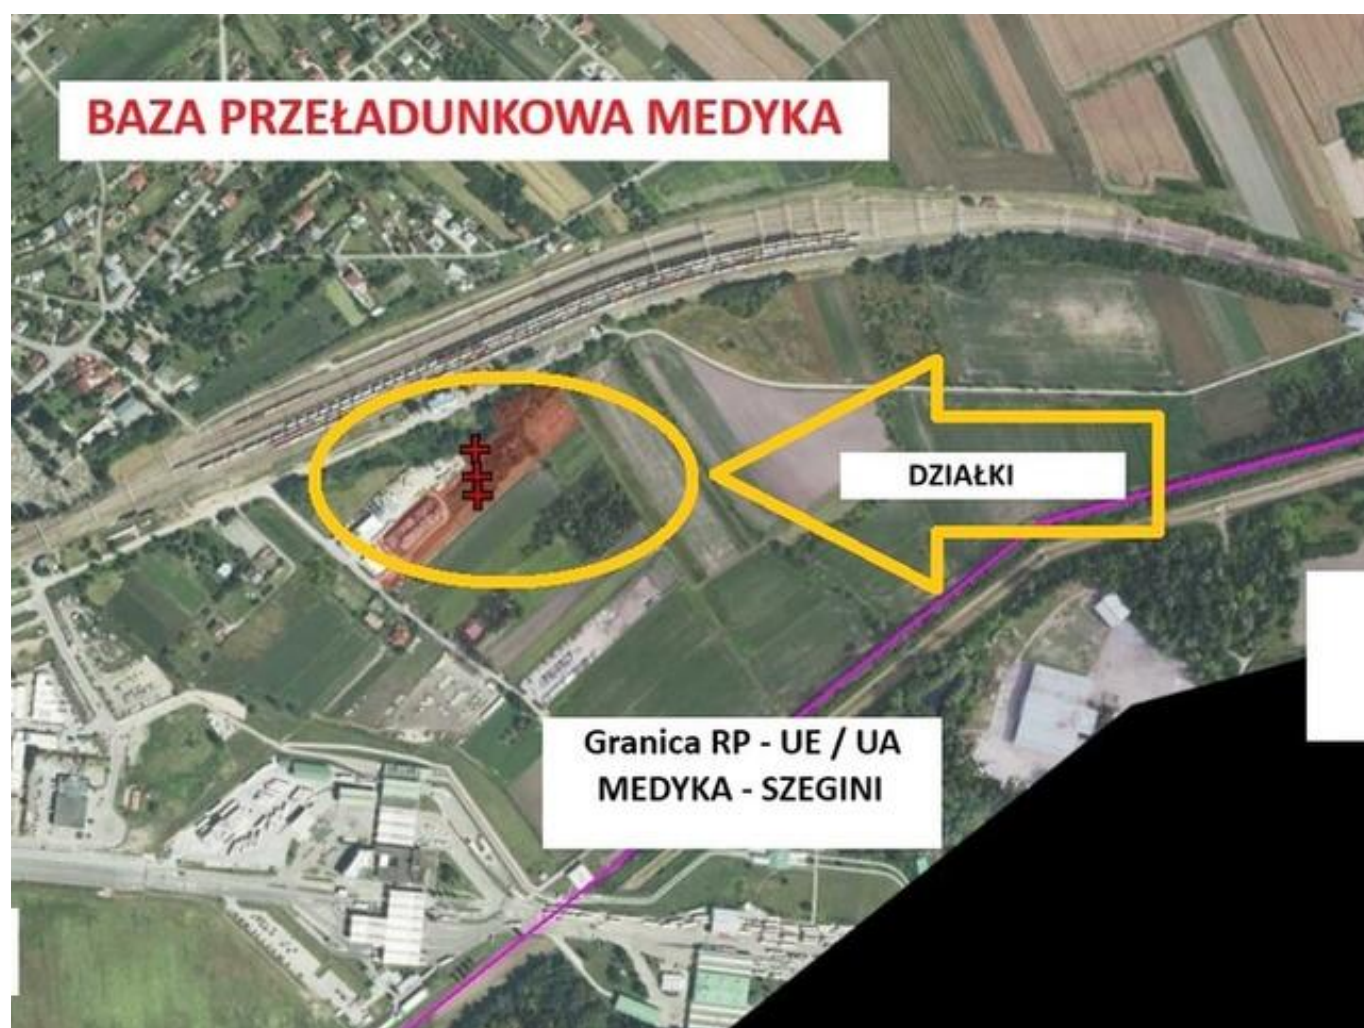 BAZA PRZEŁADUNKOWA MEDYKA
DZIAŁKI
Granica RP - UE / UA
MEDYKA - SZEGINI